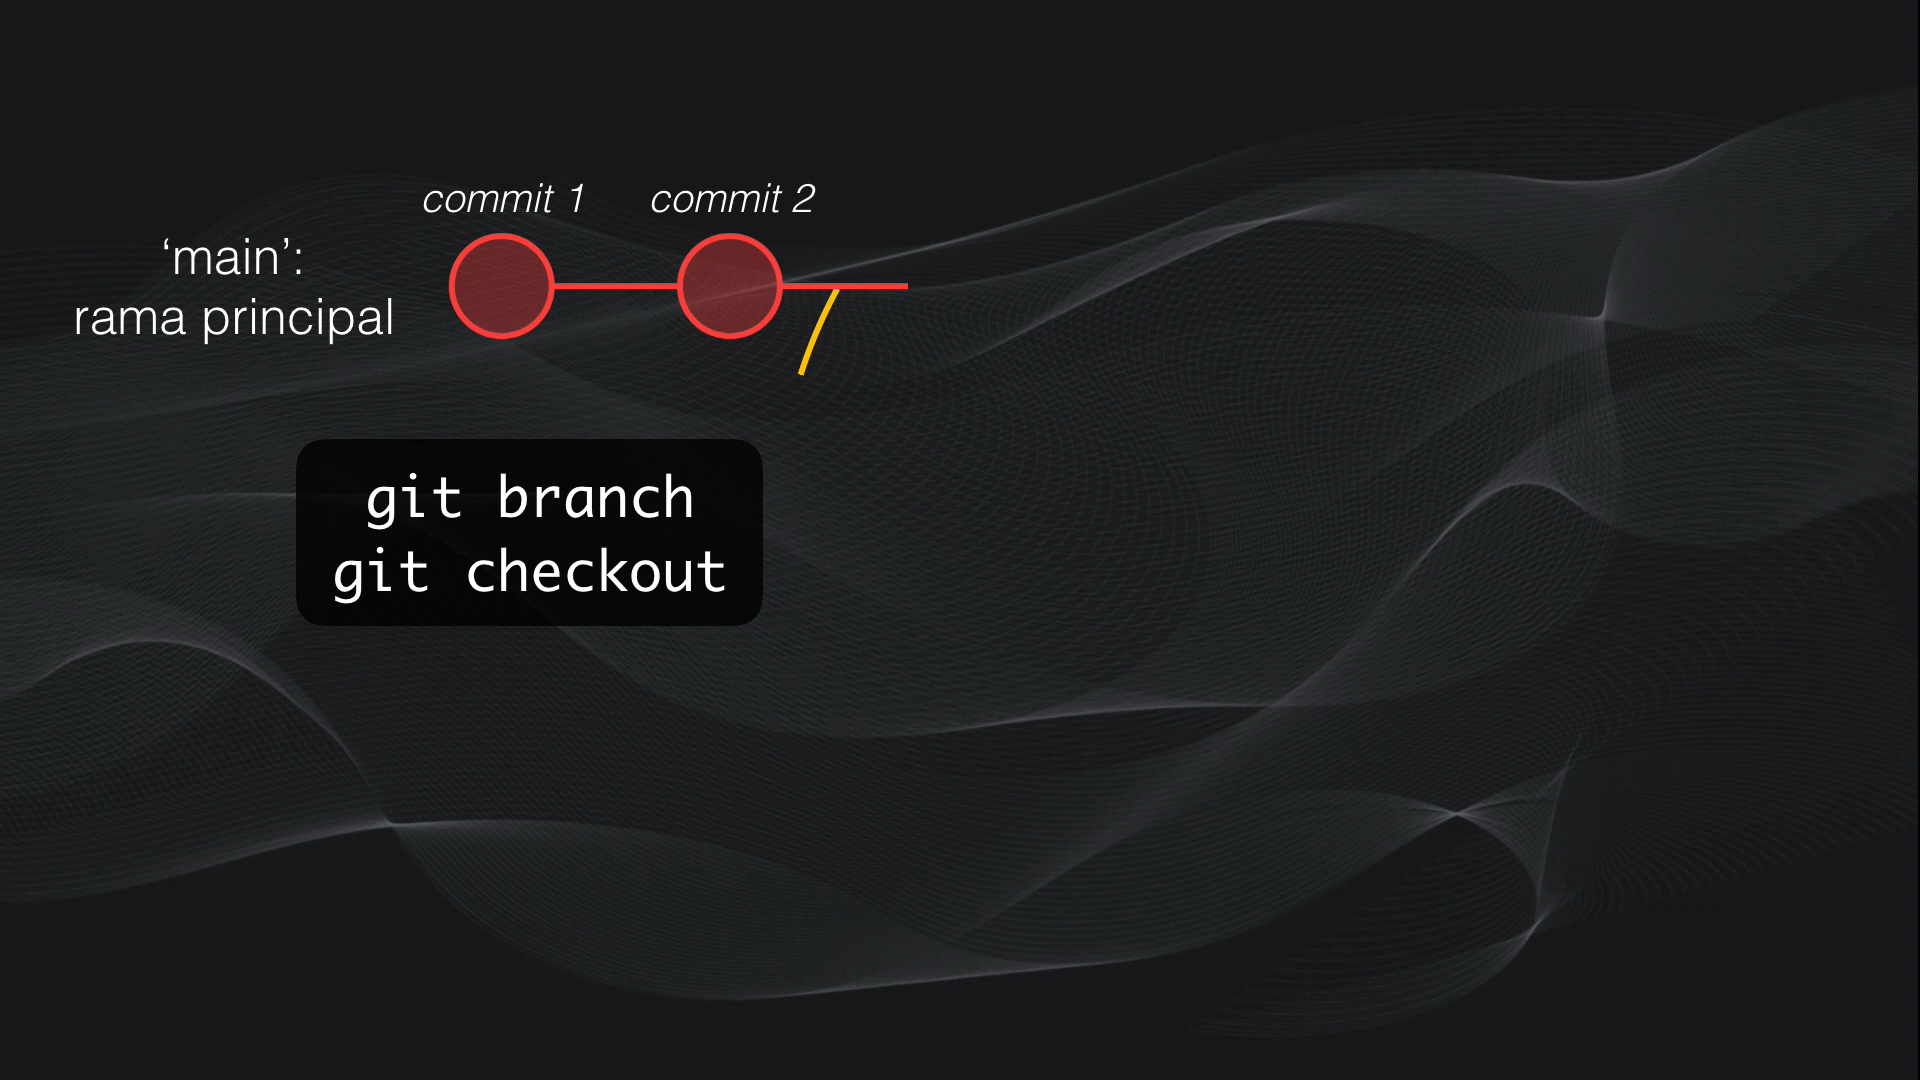 commit 1
commit 2
‘main’:
rama principal
git branch
git checkout